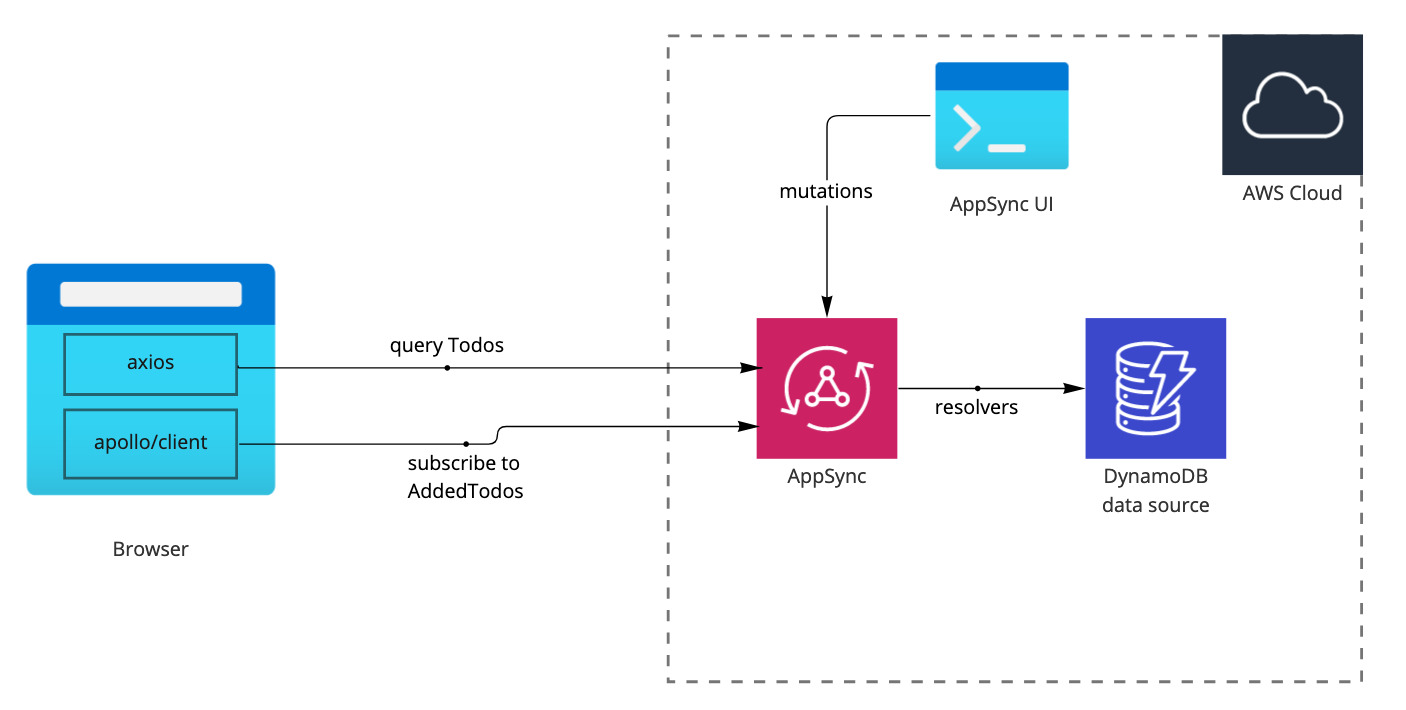 mutations
AppSync UI
AWS Cloud
axios
query Todos
apollo/client
subscribe to
AddedTodos
resolvers
AppSync
DynamoDB
data source
Browser